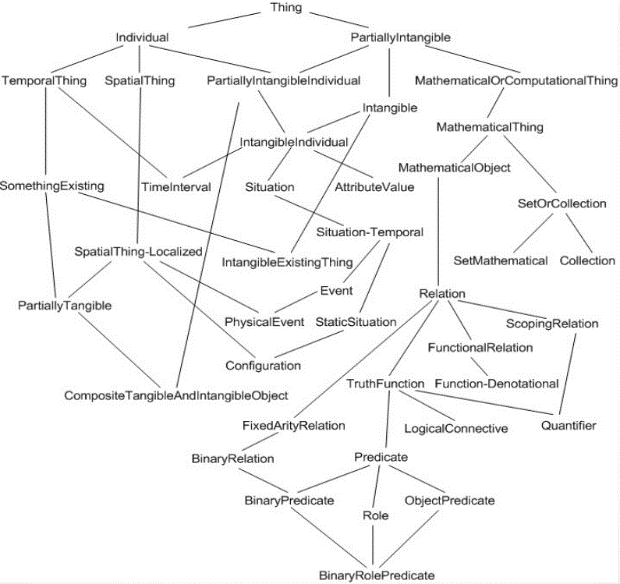 Thing
Individual
PartiallyIntangible
TemporalThing
SpatialThing
PartiallyIntangibleIndividual
MathematicalOrComputationalThing
Intangible
MathematicalThing
IntangibleIndividual
MathematicalObject
SomethingExisting
TimeInterval
Situation
AttributeValue
SetOrCollection
Situation-Temporal
SpatialThing-Localized
IntangibleExistingThing
SetMathematical
Collection
Event
Relation
PartiallyTangible
PhysicalEvent
StaticSituation
ScopingRelation
FunctionalRelation
Configuration
TruthFunction
Function-Denotational
CompositeTangibleAndIntangibleObject
FixedArityRelation
LogicalConnective
Quantifier
BinaryRelation
Predicate
BinaryPredicate
ObjectPredicate
Role
BinaryRolePredicate